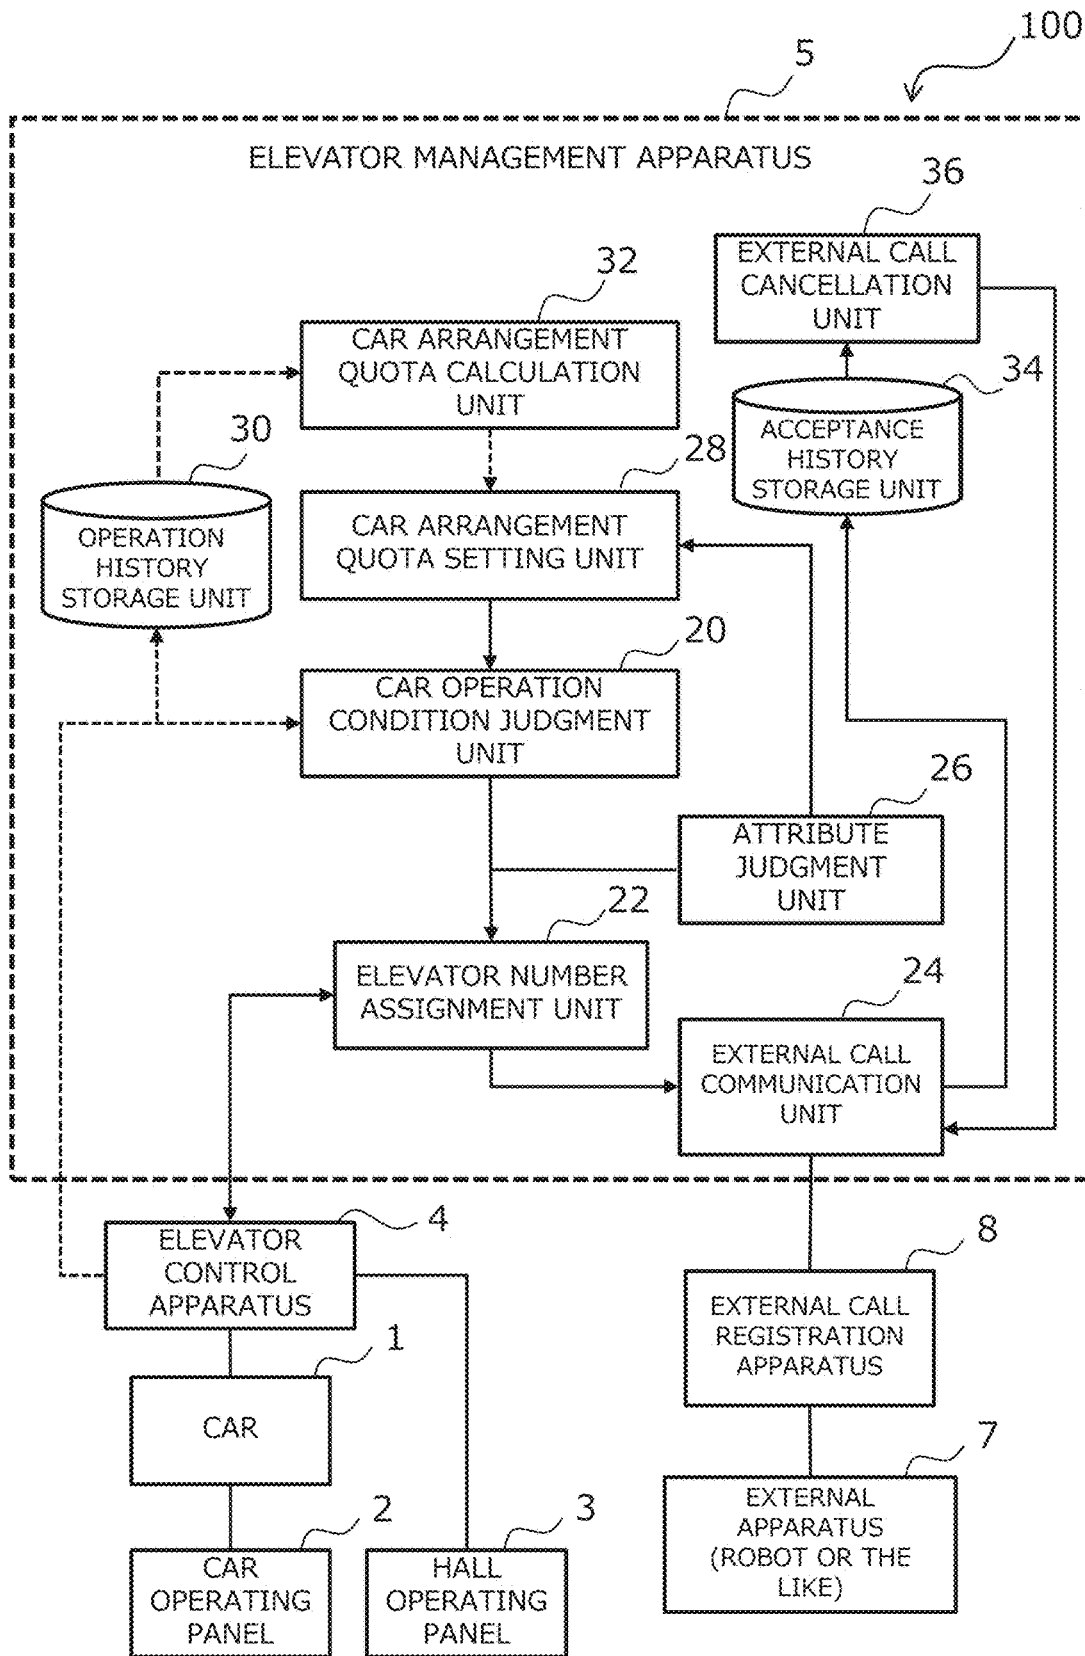 100
5
ELEVATOR MANAGEMENT APPARATUS
36
EXTERNAL CALL
CANCELLATION
UNIT
32
CAR ARRANGEMENT
QUOTA CALCULATION
UNIT
34
ACCEPTANCE
HISTORY
STORAGE UNIT
30
OPERATION
HISTORY
STORAGE UNIT
28
CAR ARRANGEMENT
QUOTA SETTING UNIT
20
CAR OPERATION
CONDITION JUDGMENT
UNIT
26
ATTRIBUTE
JUDGMENT
UNIT
22
ELEVATOR NUMBER
ASSIGNMENT UNIT
24
EXTERNAL CALL
COMMUNICATION
UNIT
4
ELEVATOR
CONTROL
APPARATUS
8
EXTERNAL CALL
REGISTRATION
APPARATUS
1
CAR
7
EXTERNAL
APPARATUS
(ROBOT OR THE
LIKE)
2
CAR
OPERATING
PANEL
3
HALL
OPERATING
PANEL